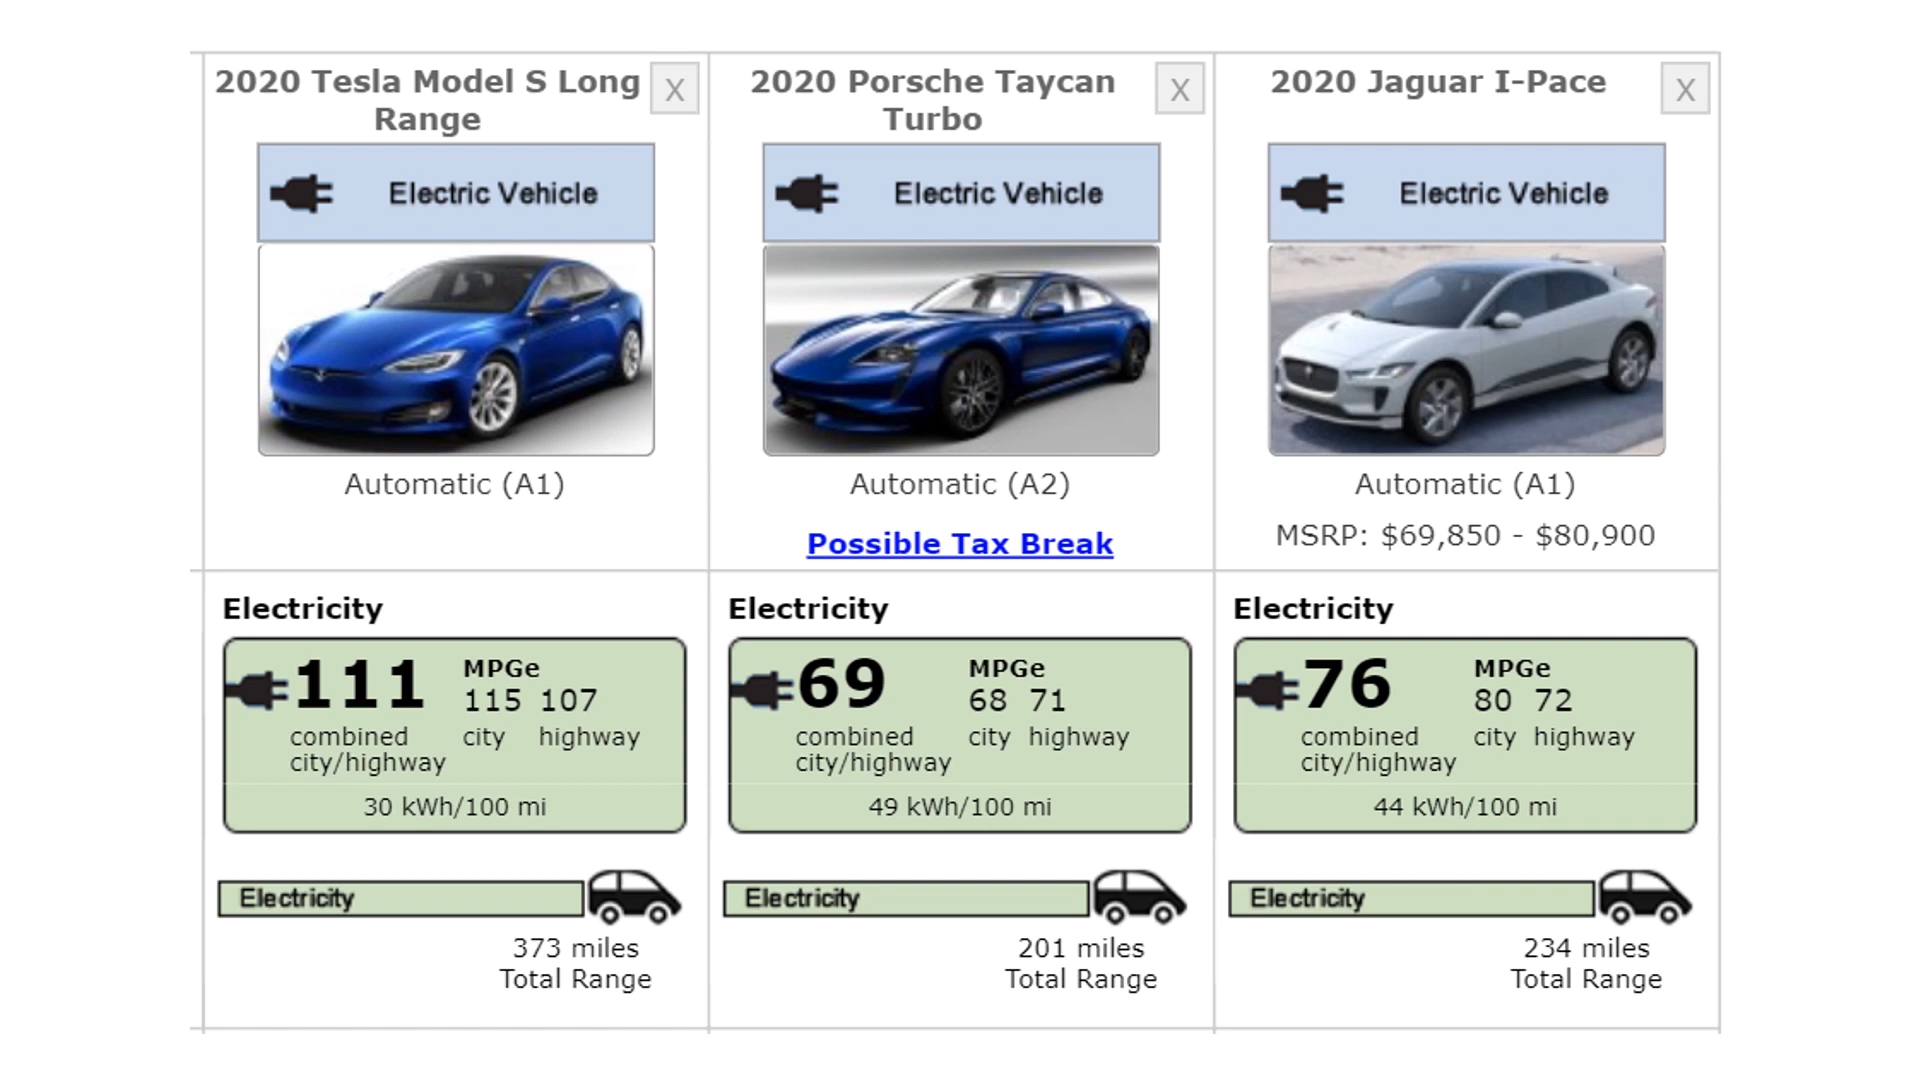 2020 Tesla Model S Long
Range
X
Electric Vehicle
Automatic (A1)
2020 Porsche Taycan
Turbo
X
Electric Vehicle
Automatic (A2)
Possible Tax Break
2020 Jaguar I-Pace
X
Electric Vehicle
Automatic (A1)
MSRP: $69,850 - $80,900
Electricity
111
MPGe
115 107
combined
city/highway
city highway
30 kWh/100 mi
Electricity
373 miles
Total Range
Electricity
69
MPGe
68 71
combined
city/highway
city highway
49 kWh/100 mi
Electricity
201 miles
Total Range
Electricity
76
MPGe
80 72
combined
city/highway
city highway
44 kWh/100 mi
Electricity
234 miles
Total Range